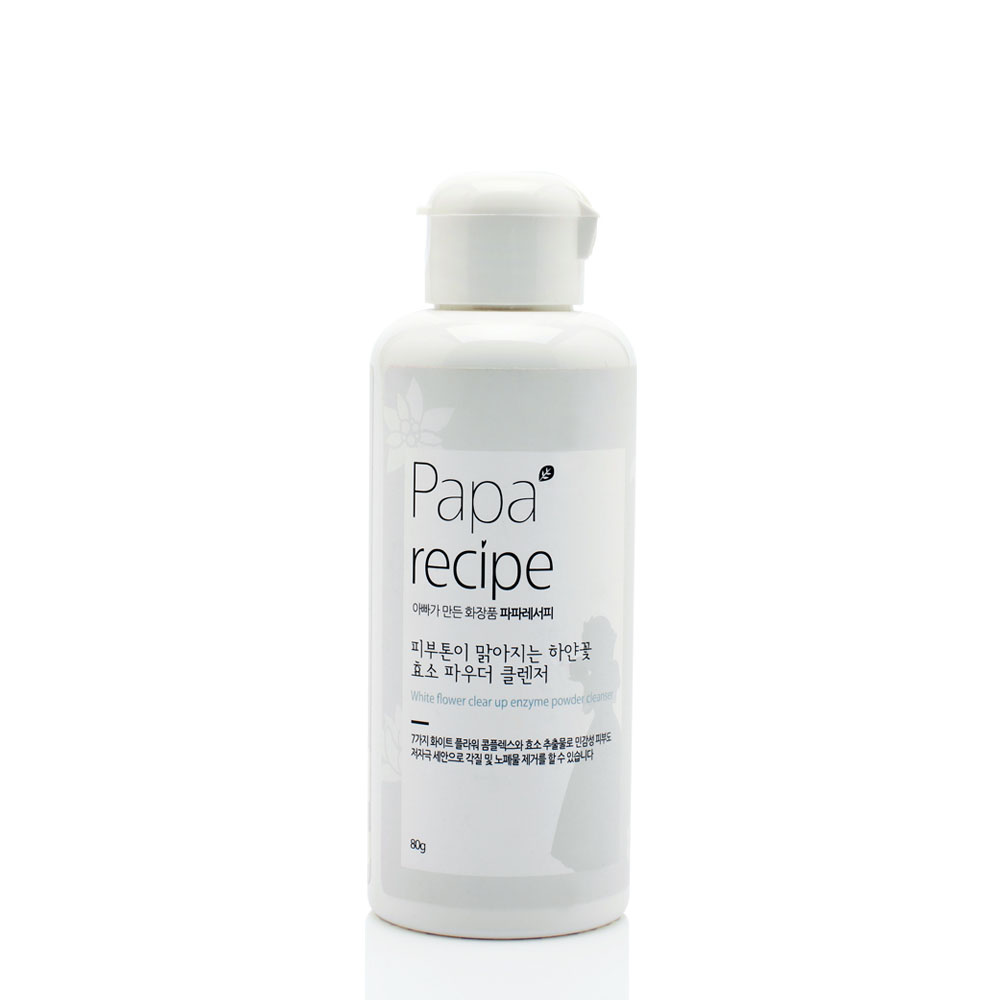 Papa
recipe
아빠가 만든 화장품 파파레서피
피부톤이 맑아지는 하얀꽃
효소 파우더 클렌저
White flower clear up enzyme powder cleanser
7가지 화이트 플라워 콤플렉스와 효소 추출물로 민감성 피부도
저자극 세안으로 각질 및 노폐물 제거를 할 수 있습니다
80g